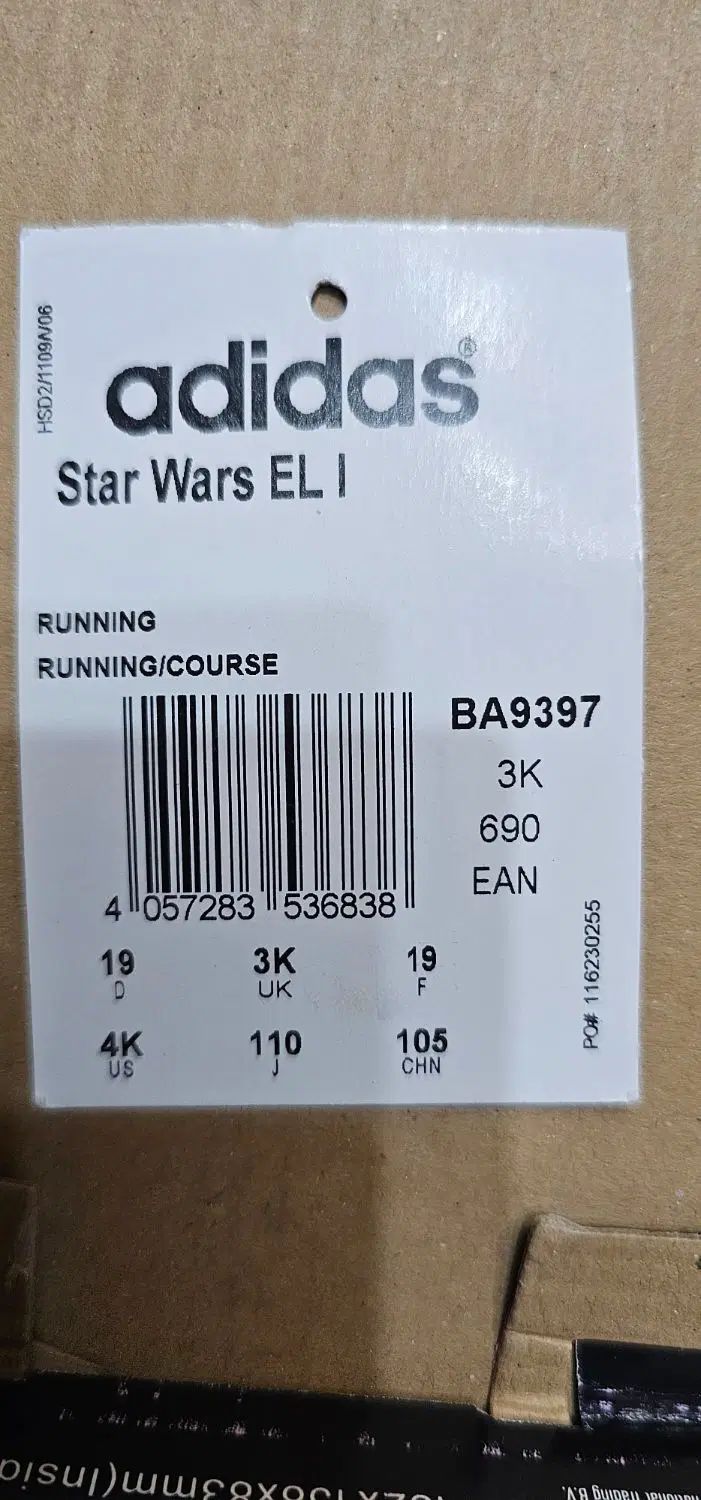 HSD2/1109A/06
adidas®
Star Wars EL I
RUNNING
RUNNING/COURSE
BA9397
3K
690
EAN
4 057283 536838
19 3K 19
D UK F
4K 110 105
US J CHN
PO# 116230255